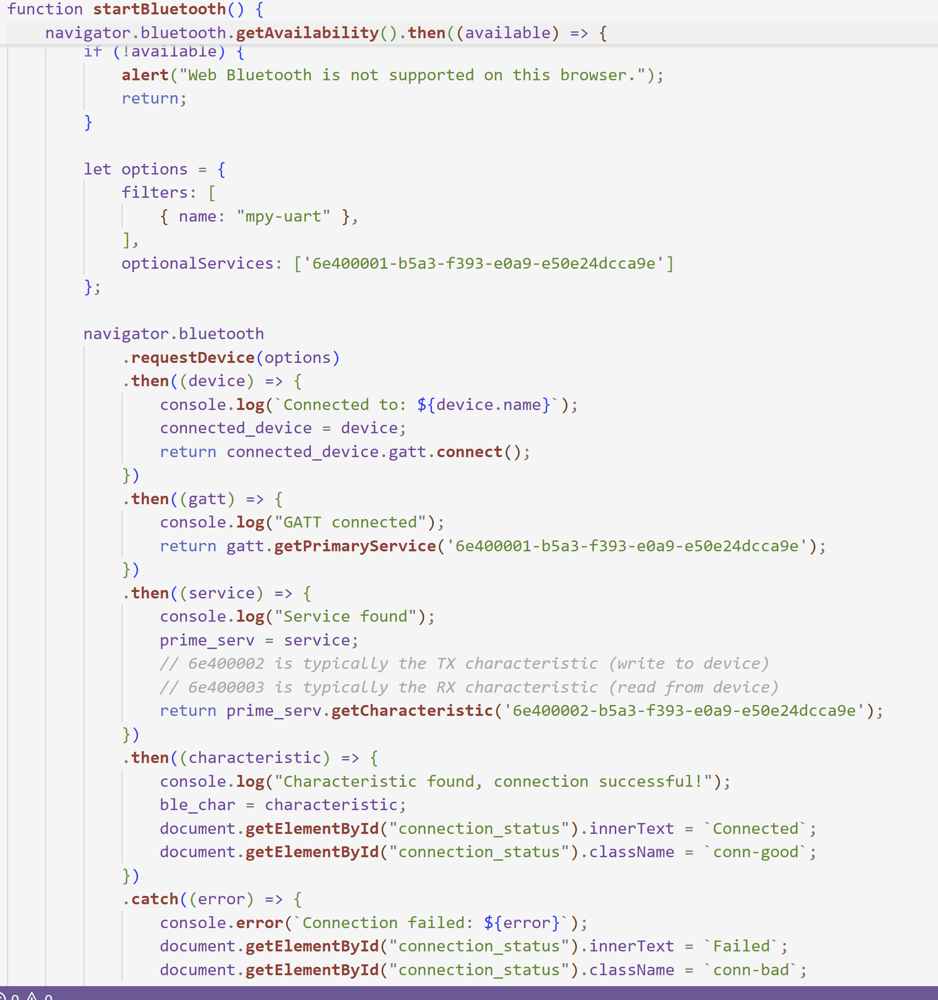 function startBluetooth() {
navigator.bluetooth.getAvailability().then((available) => {
if (!available) {
alert("Web Bluetooth is not supported on this browser.");
return;
}
let options = {
filters: [
{ name: "mpy-uart" },
],
optionalServices: ['6e400001-b5a3-f393-e0a9-e50e24dcca9e']
};
navigator.bluetooth
.requestDevice(options)
.then((device) => {
console.log(`Connected to: ${device.name}`);
connected_device = device;
return connected_device.gatt.connect();
})
.then((gatt) => {
console.log("GATT connected");
return gatt.getPrimaryService('6e400001-b5a3-f393-e0a9-e50e24dcca9e');
})
.then((service) => {
console.log("Service found");
prime_serv = service;
// 6e400002 is typically the TX characteristic (write to device)
// 6e400003 is typically the RX characteristic (read from device)
return prime_serv.getCharacteristic('6e400002-b5a3-f393-e0a9-e50e24dcca9e');
})
.then((characteristic) => {
console.log("Characteristic found, connection successful!");
ble_char = characteristic;
document.getElementById("connection_status").innerText = `Connected`;
document.getElementById("connection_status").className = `conn-good`;
})
.catch((error) => {
console.error(`Connection failed: ${error}`);
document.getElementById("connection_status").innerText = `Failed`;
document.getElementById("connection_status").className = `conn-bad`;
0 0